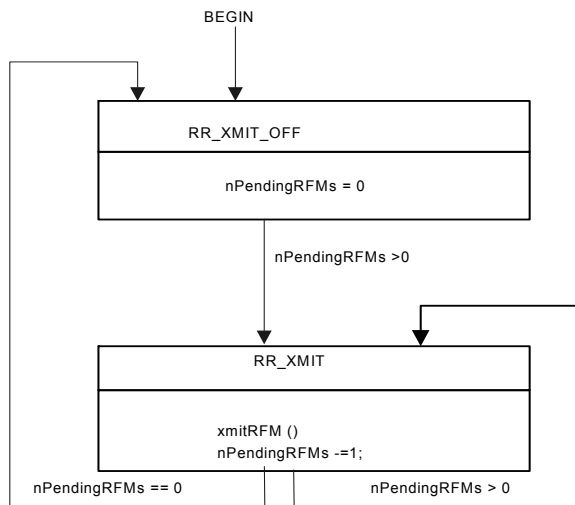 BEGIN
RR_XMIT_OFF
nPendingRFMs = 0
nPendingRFMs >0
RR_XMIT
xmitRFM ()
nPendingRFMs -=1;
nPendingRFMs == 0
nPendingRFMs > 0